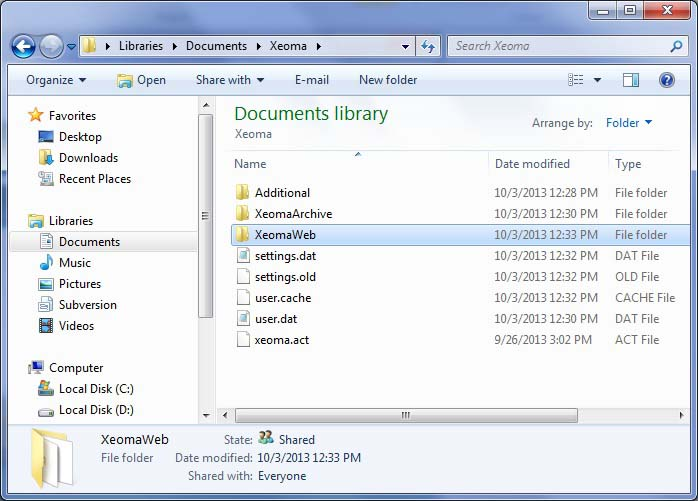 Libraries Documents Xeoma
Search Xeoma
Organize Open Share with E-mail New folder
Favorites
Desktop
Downloads
Recent Places
Libraries
Documents
Music
Pictures
Subversion
Videos
Computer
Local Disk (C:)
Local Disk (D:)
Documents library
Xeoma
Arrange by: Folder
Name Date modified Type
Additional 10/3/2013 12:28 PM File folder
XeomaArchive 10/3/2013 12:30 PM File folder
XeomaWeb 10/3/2013 12:33 PM File folder
settings.dat 10/3/2013 12:32 PM DAT File
settings.old 10/3/2013 12:32 PM OLD File
user.cache 10/3/2013 12:32 PM CACHE File
user.dat 10/3/2013 12:30 PM DAT File
xeoma.act 9/26/2013 3:02 PM ACT File
XeomaWeb State: Shared
File folder Date modified: 10/3/2013 12:33 PM
Shared with: Everyone